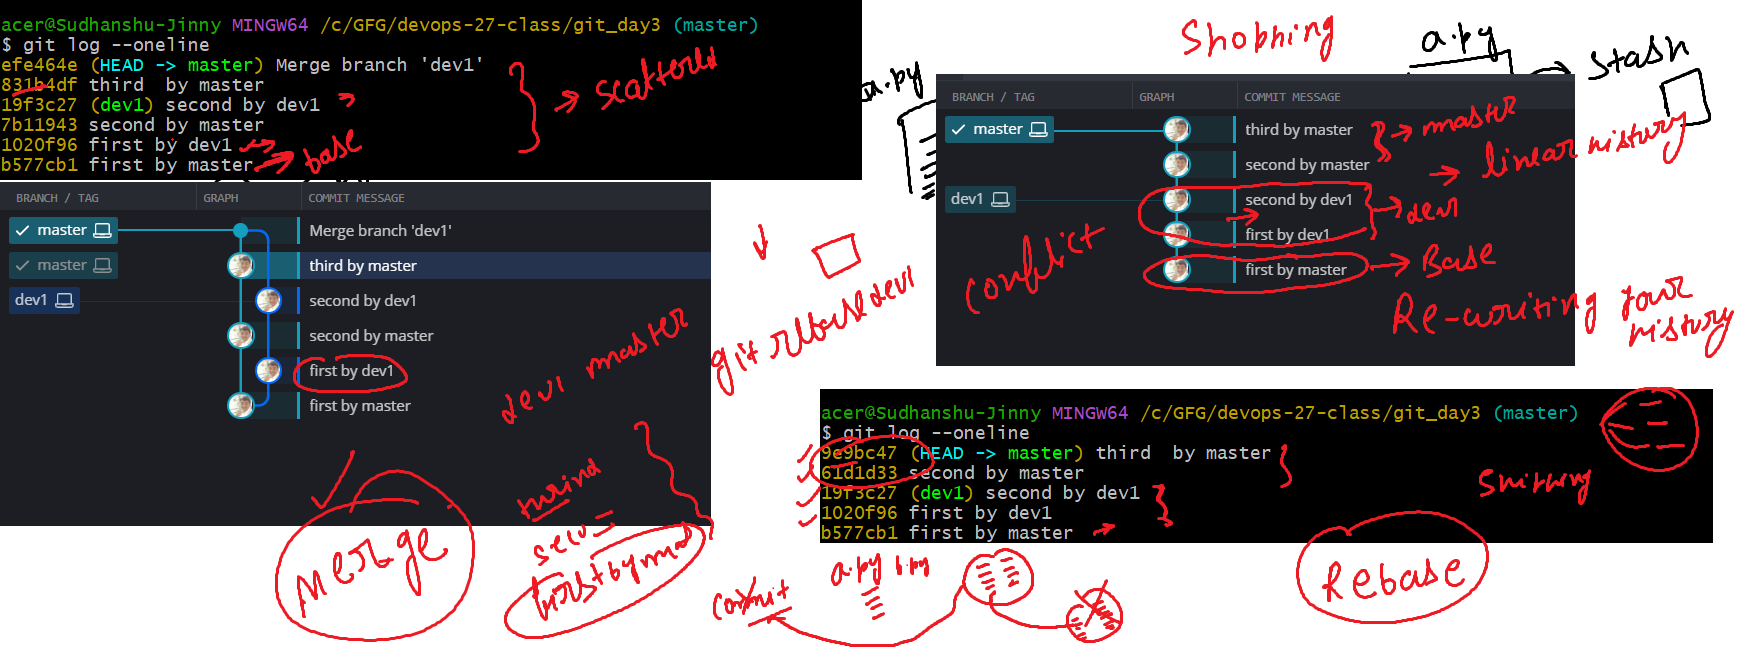 acer@Sudhanshu-Jinny MINGW64 /c/GFG/devops-27-class/git_day3 (master)
$ git log --oneline
efe464e (HEAD -> master) Merge branch 'dev1'
831b4df third  by master
19f3c27 (dev1) second by dev1
7b11943 second by master
1020f96 first by dev1
b577cb1 first by master
base
scattered
BRANCH / TAG GRAPH COMMIT MESSAGE
master Merge branch 'dev1'
master third by master
dev1 second by dev1
second by master
first by dev1
first by master
dev1 master
git rebase dev1
Merge
first by mas
Shophing
a.py
a.py
Stash
BRANCH / TAG GRAPH COMMIT MESSAGE
master third by master
second by master
dev1 second by dev1
first by dev1
first by master
master
linear history
dev1
Base
conflict
Re-writing your
history
acer@Sudhanshu-Jinny MINGW64 /c/GFG/devops-27-class/git_day3 (master)
$ git log --oneline
9e9bc47 (HEAD -> master) third  by master
61d1d33 second by master
19f3c27 (dev1) second by dev1
1020f96 first by dev1
b577cb1 first by master
a.py b.py
commit
Rebase